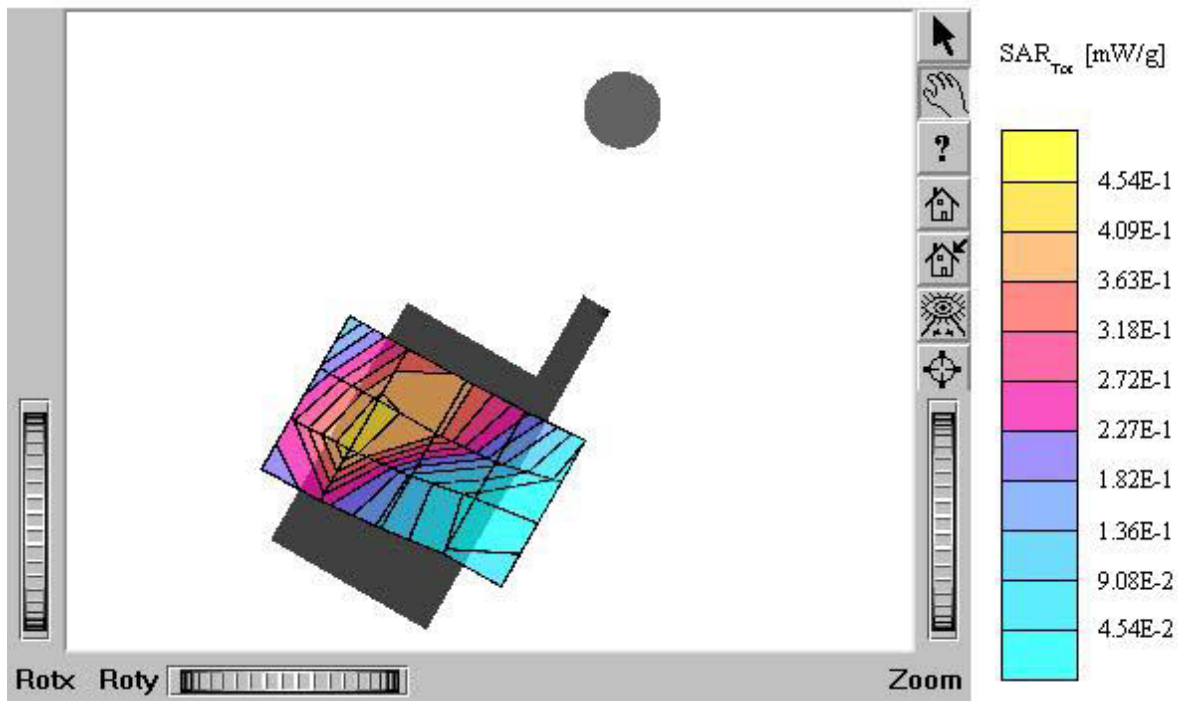 SAR_Tot [mW/g]
?
4.54E-1
4.09E-1
3.63E-1
3.18E-1
2.72E-1
2.27E-1
1.82E-1
1.36E-1
9.08E-2
4.54E-2
Rotx Roty Zoom